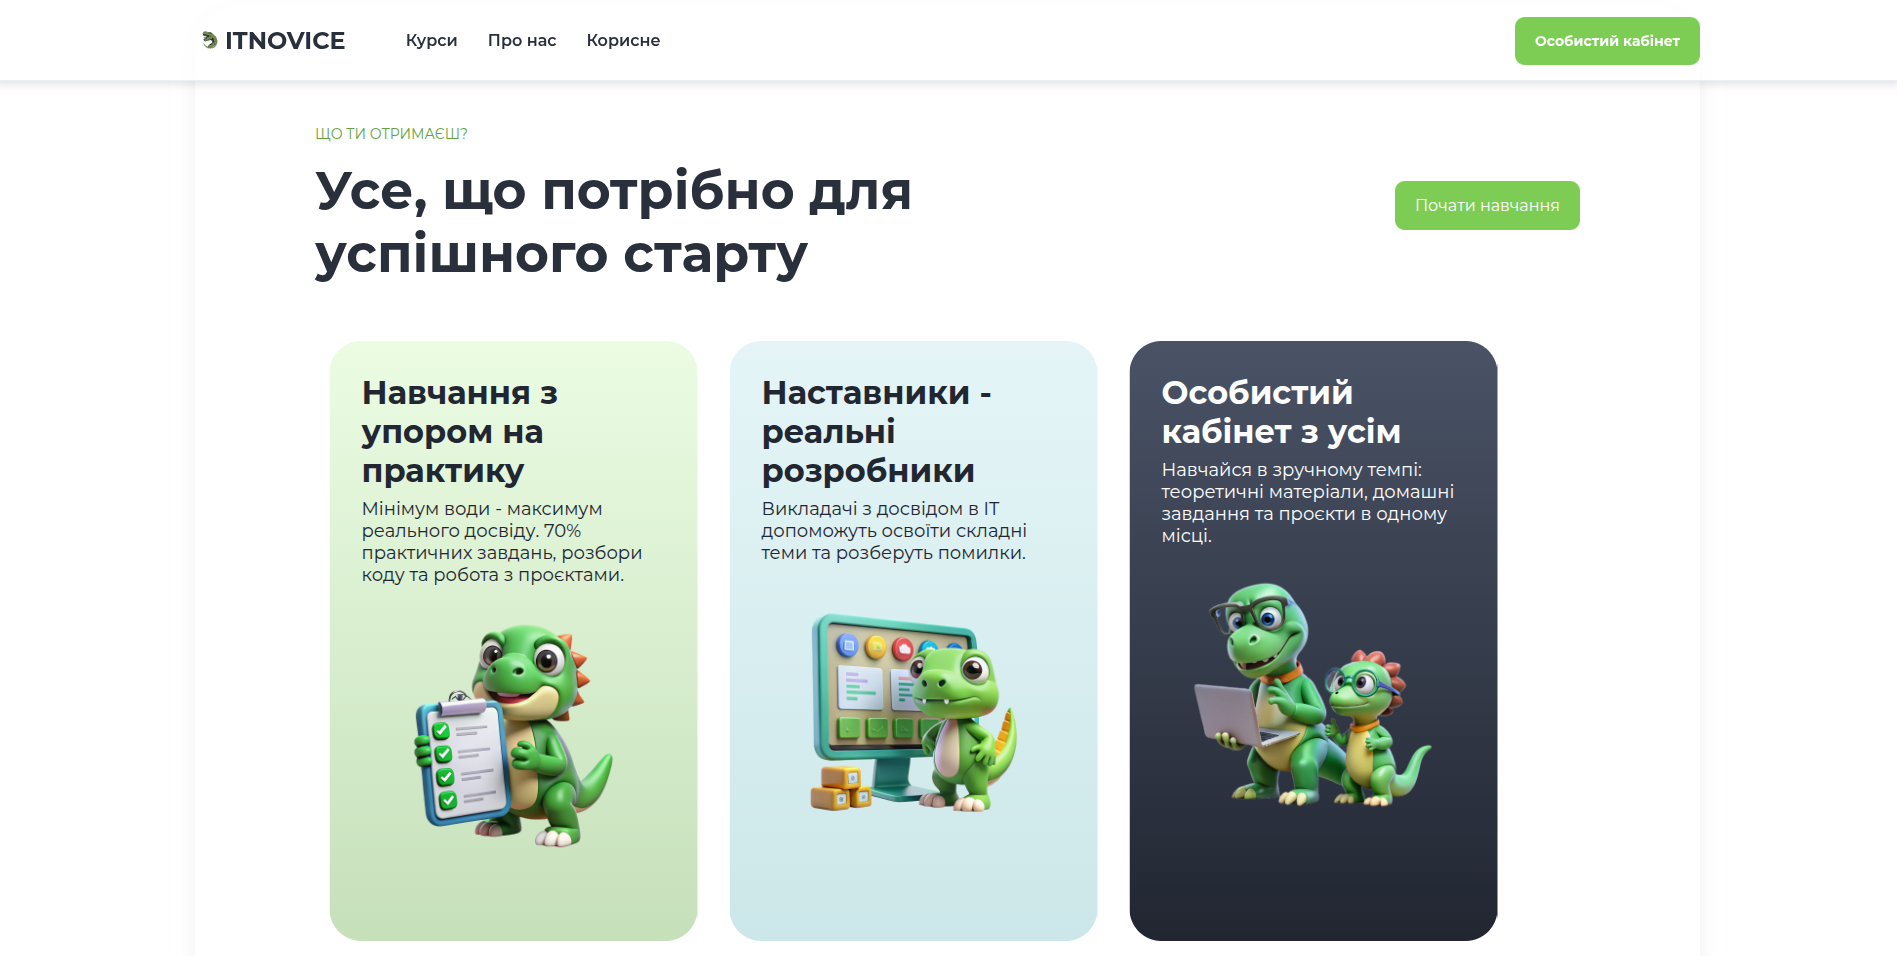 ITNOVICE
Курси
Про нас
Корисне
Особистий кабінет
ЩО ТИ ОТРИМАЄШ?
Усе, що потрібно для
успішного старту
Почати навчання
Навчання з
упором на
практику
Мінімум води - максимум
реального досвіду. 70%
практичних завдань, розбори
коду та робота з проєктами.
Наставники -
реальні
розробники
Викладачі з досвідом в IT
допоможуть освоїти складні
теми та розберуть помилки.
Особистий
кабінет з усім
Навчайся в зручному темпі:
теоретичні матеріали, домашні
завдання та проєкти в одному
місці.